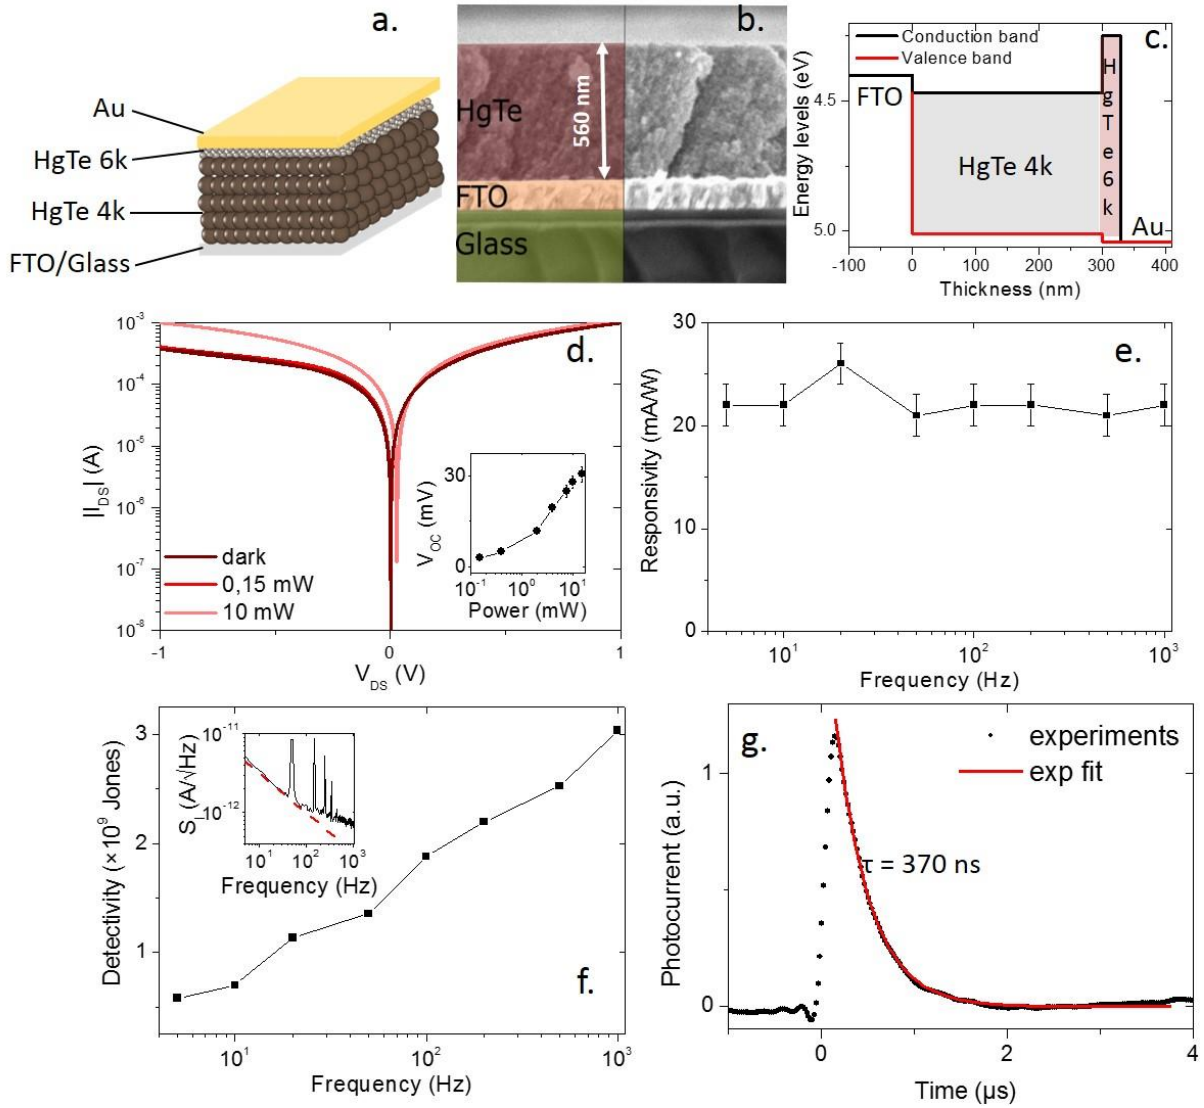 a.
Au
HgTe 6k
HgTe 4k
FTO/Glass
b.
HgTe
560 nm
FTO
Glass
c.
Conduction band
Valence band
FTO
HgTe 4k
HgTe6k
Au
4.5
5.0
Energy levels (eV)
-100 0 100 200 300 400
Thickness (nm)
d.
10⁻³
10⁻⁴
10⁻⁵
10⁻⁶
10⁻⁷
10⁻⁸
|I_DS| (A)
dark
0,15 mW
10 mW
-1 0 1
V_DS (V)
30
0
V_OC (mV)
10⁻¹ 10⁰ 10¹
Power (mW)
e.
30
20
10
0
Responsivity (mA/W)
10¹ 10² 10³
Frequency (Hz)
f.
3
2
1
Detectivity (×10⁹ Jones)
10¹ 10² 10³
Frequency (Hz)
10⁻¹¹
10⁻¹²
S_I (A/√Hz)
10¹ 10² 10³
Frequency (Hz)
g.
experiments
exp fit
τ = 370 ns
1
0
Photocurrent (a.u.)
0 2 4
Time (µs)